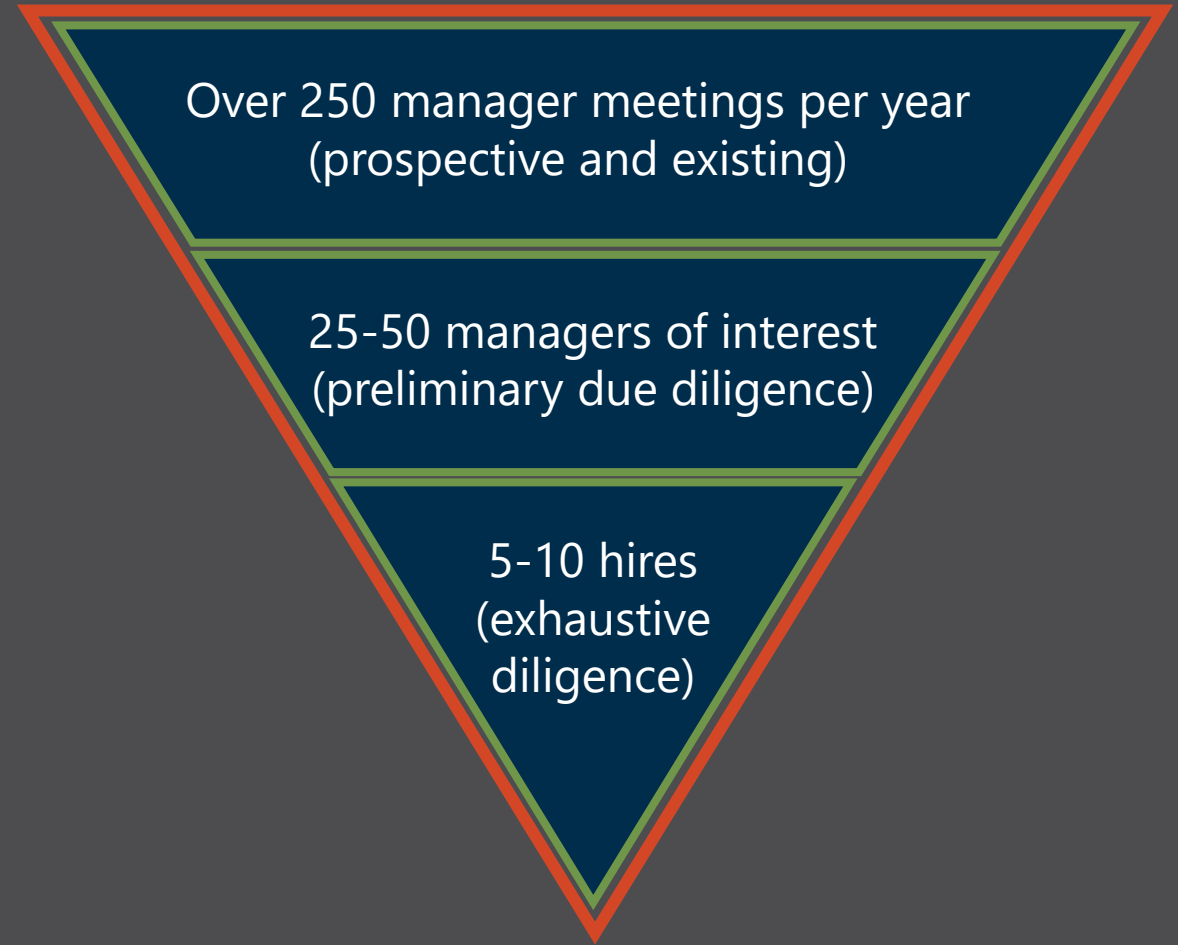 Over 250 manager meetings per year
(prospective and existing)
25-50 managers of interest
(preliminary due diligence)
5-10 hires
(exhaustive
diligence)